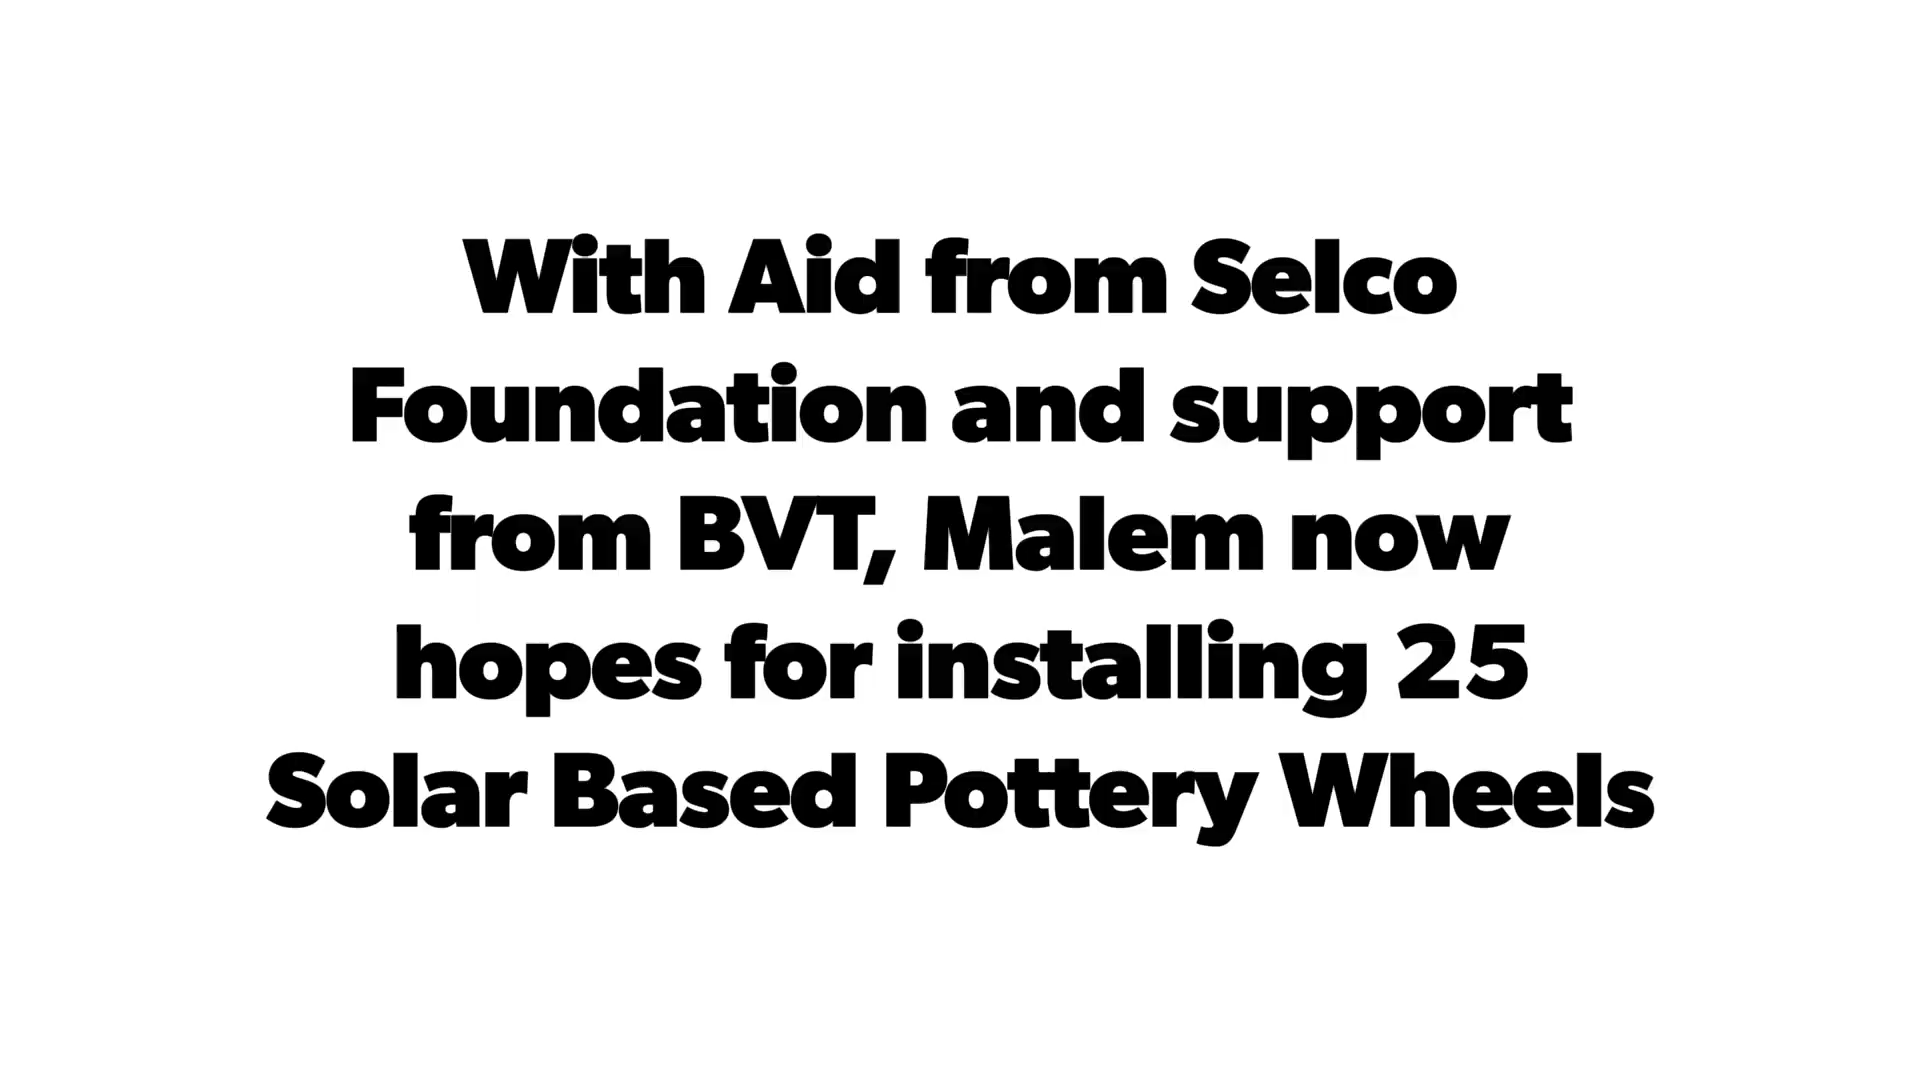 With Aid from Selco
Foundation and support
from BVT, Malem now
hopes for installing 25
Solar Based Pottery Wheels